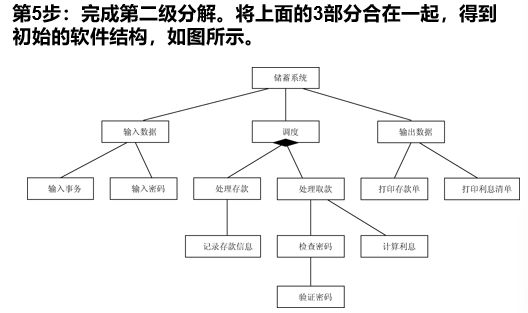 第5步：完成第二级分解。将上面的3部分合在一起，得到
初始的软件结构，如图所示。
储蓄系统
输入数据
调度
输出数据
输入事务
输入密码
处理存款
处理取款
打印存款单
打印利息清单
记录存款信息
检查密码
计算利息
验证密码